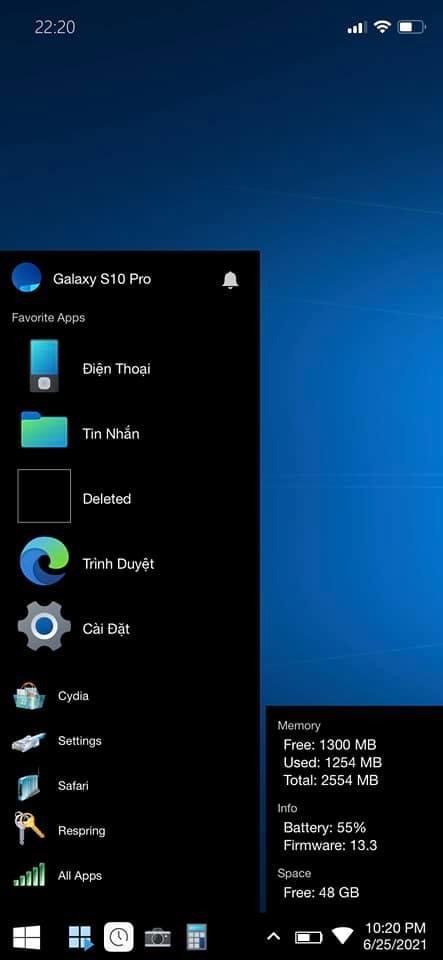 22:20
Galaxy S10 Pro
Favorite Apps
Điện Thoại
Tin Nhắn
Deleted
Trình Duyệt
Cài Đặt
Cydia
Settings
Safari
Respring
All Apps
Memory
Free: 1300 MB
Used: 1254 MB
Total: 2554 MB
Info
Battery: 55%
Firmware: 13.3
Space
Free: 48 GB
10:20 PM
6/25/2021